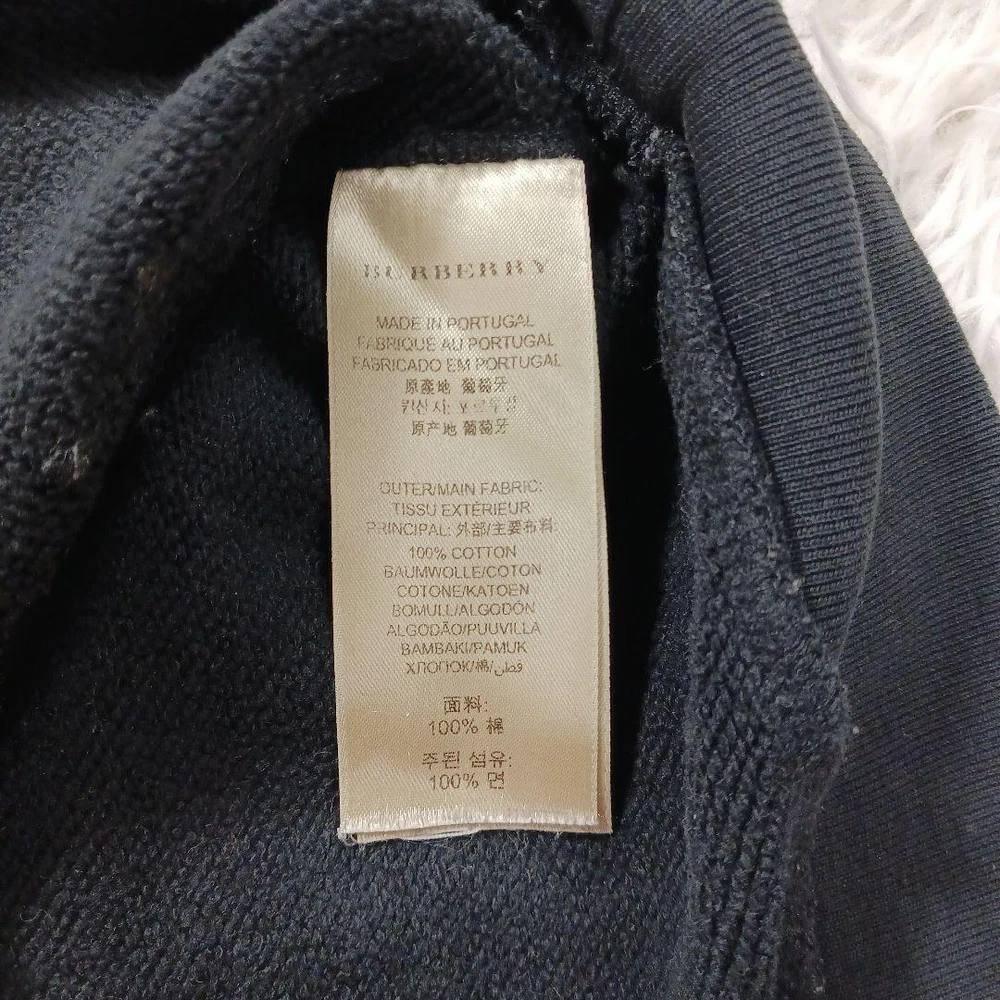 BURBERRY
MADE IN PORTUGAL
FABRIQUE AU PORTUGAL
FABRICADO EM PORTUGAL
原產地 葡萄牙
원산지: 포르투갈
原产地 葡萄牙
OUTER/MAIN FABRIC:
TISSU EXTÉRIEUR
PRINCIPAL: 外部/主要布料:
100% COTTON
BAUMWOLLE/COTON
COTONE/KATOEN
BOMULL/ALGODÓN
ALGODÃO/PUUVILLA
BAMBAKI/PAMUK
ХЛОПОК/棉/قطن
面料:
100% 棉
주된 섬유:
100% 면